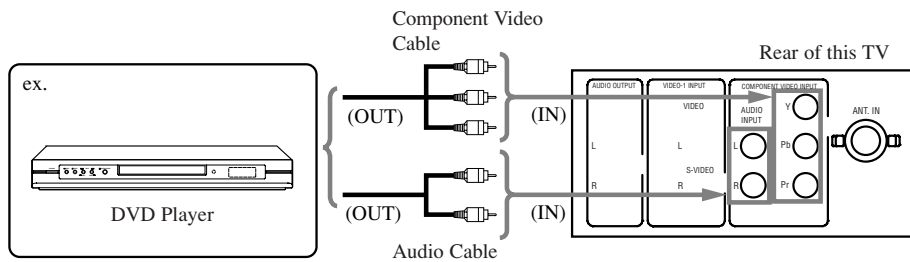 Component Video
Cable
Rear of this TV
ex.
AUDIO OUTPUT
VIDEO-1 INPUT
COMPONENT VIDEO INPUT
VIDEO
AUDIO
INPUT
Y
ANT. IN
(OUT)
(IN)
L
L
L
Pb
S-VIDEO
R
R
R
Pr
DVD Player
(OUT)
(IN)
Audio Cable